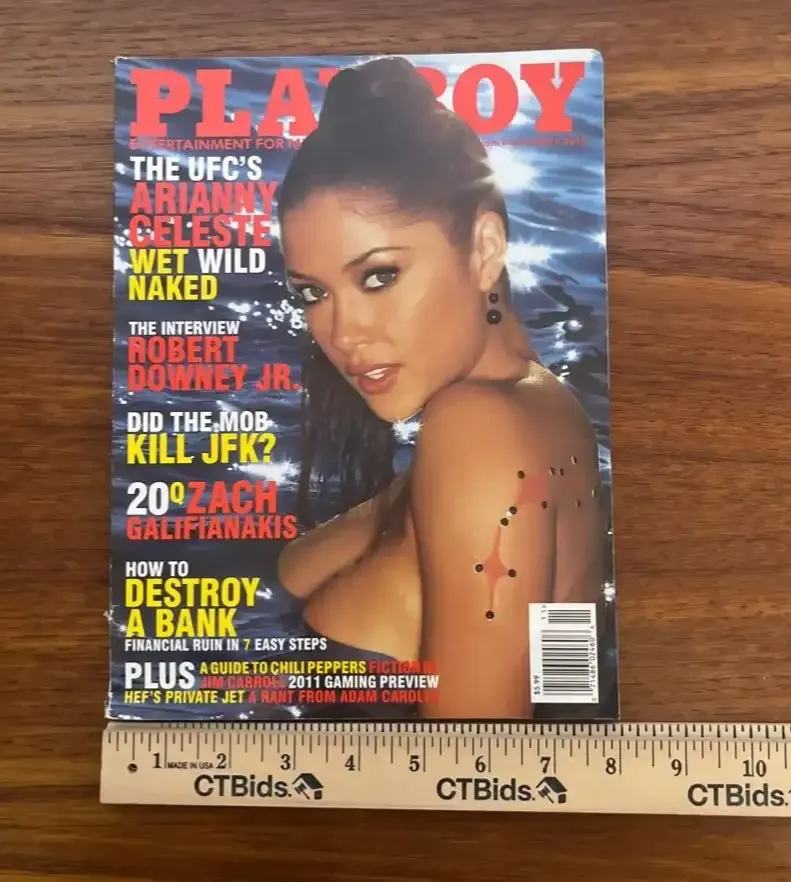 PLAYBOY
ENTERTAINMENT FOR
THE UFC'S
ARIANNY
CELESTE
WET WILD
NAKED
THE INTERVIEW
ROBERT
DOWNEY JR.
DID THE MOB
KILL JFK?
20Q ZACH
GALIFIANAKIS
HOW TO
DESTROY
A BANK
FINANCIAL RUIN IN 7 EASY STEPS
PLUS A GUIDE TO CHILI PEPPERS FICTION
JIM CARROLL 2011 GAMING PREVIEW
HEF'S PRIVATE JET A RANT FROM ADAM CAROLLA
$5.99
11>
1 MADE IN USA 2 3 4 5 6 7 8 9 10
CTBids. CTBids. CTBids.